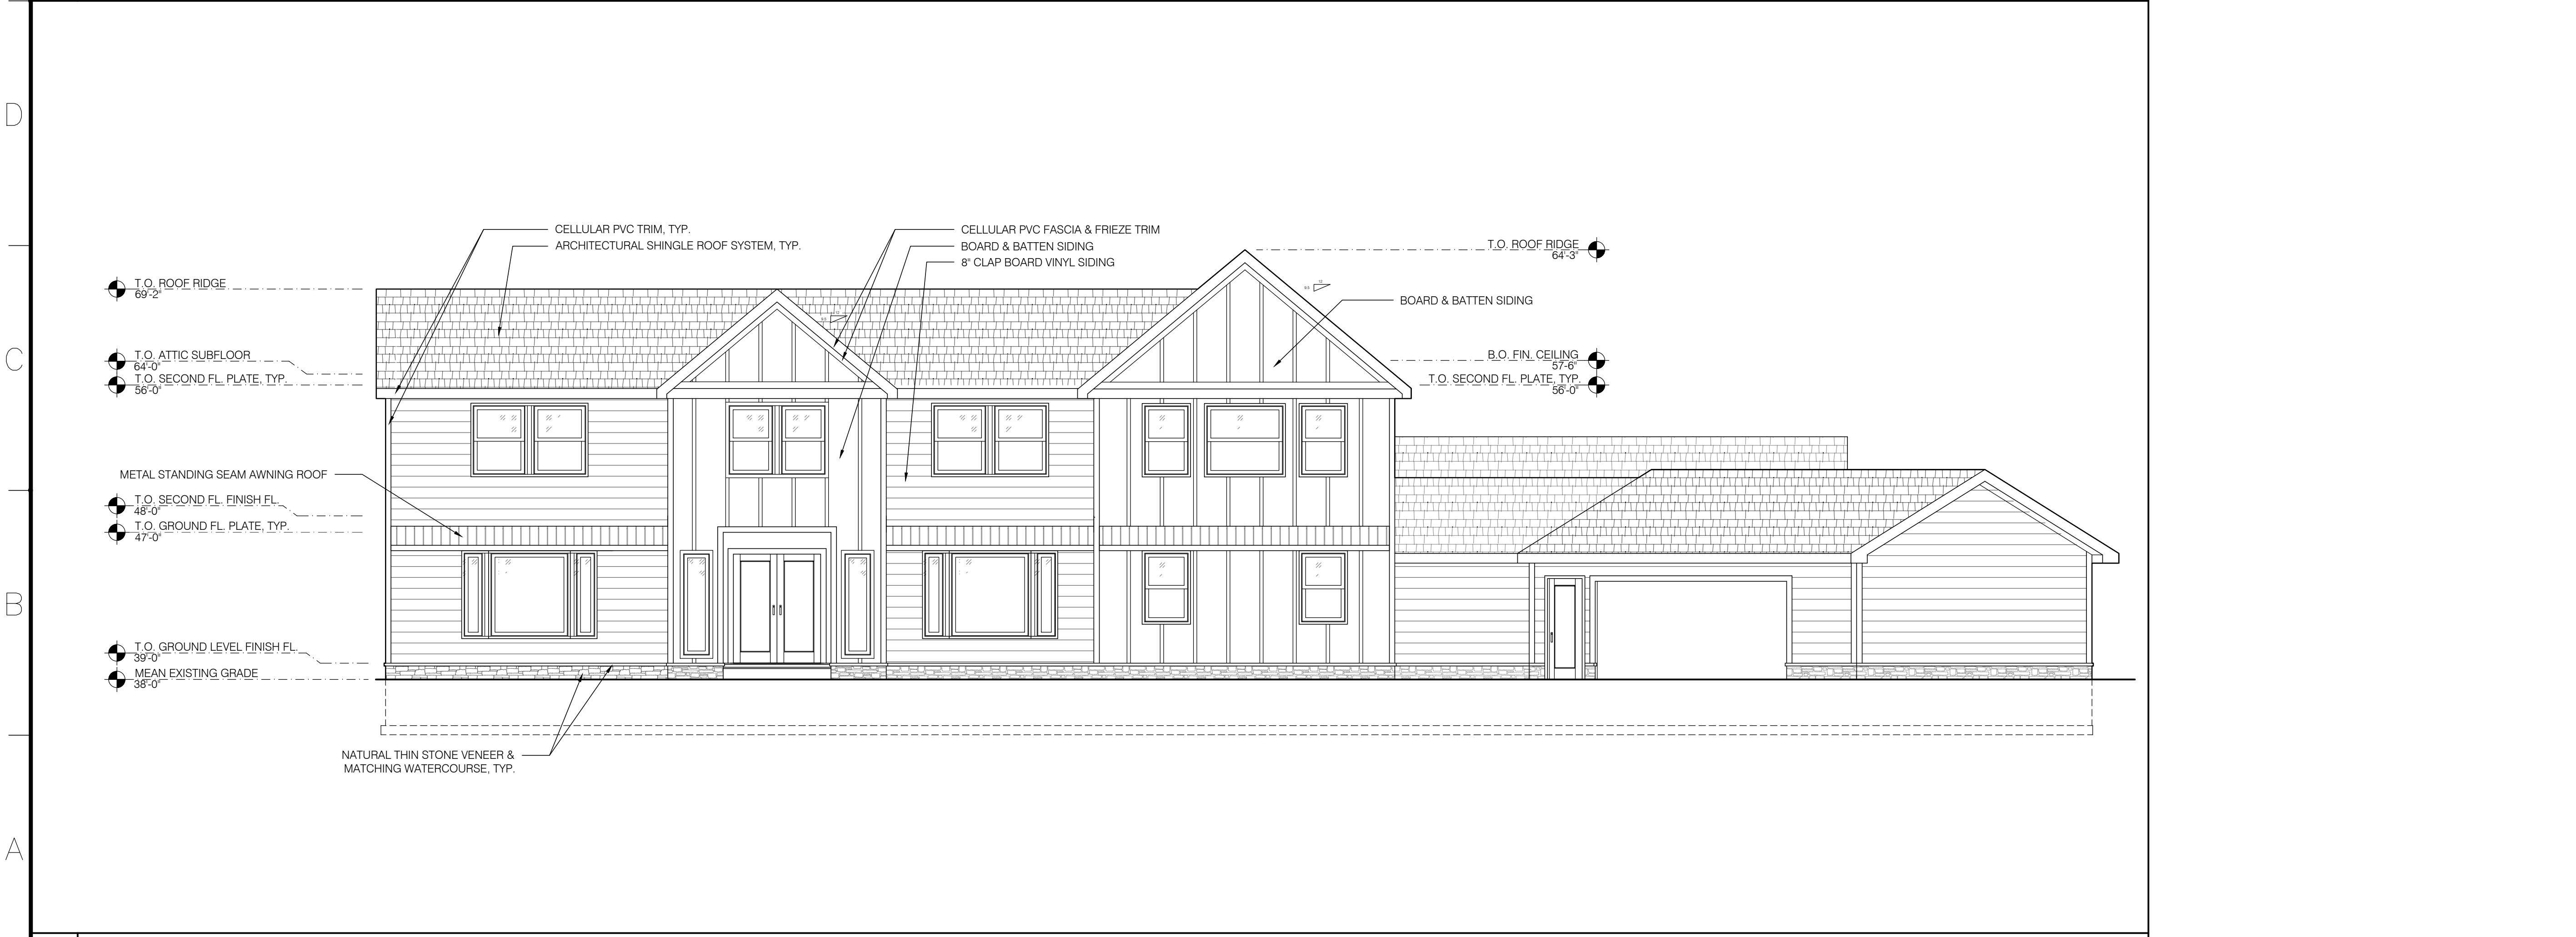 D
C
B
A
CELLULAR PVC TRIM, TYP.
ARCHITECTURAL SHINGLE ROOF SYSTEM, TYP.
CELLULAR PVC FASCIA & FRIEZE TRIM
BOARD & BATTEN SIDING
8" CLAP BOARD VINYL SIDING
T.O. ROOF RIDGE
64'-3"
T.O. ROOF RIDGE
69'-2"
12
BOARD & BATTEN SIDING
T.O. ATTIC SUBFLOOR
64'-0"
T.O. SECOND FL. PLATE, TYP.
56'-0"
B.O. FIN. CEILING
57'-6"
T.O. SECOND FL. PLATE, TYP.
56'-0"
METAL STANDING SEAM AWNING ROOF
T.O. SECOND FL. FINISH FL.
48'-0"
T.O. GROUND FL. PLATE, TYP.
47'-0"
T.O. GROUND LEVEL FINISH FL.
39'-0"
MEAN EXISTING GRADE
38'-0"
NATURAL THIN STONE VENEER &
MATCHING WATERCOURSE, TYP.